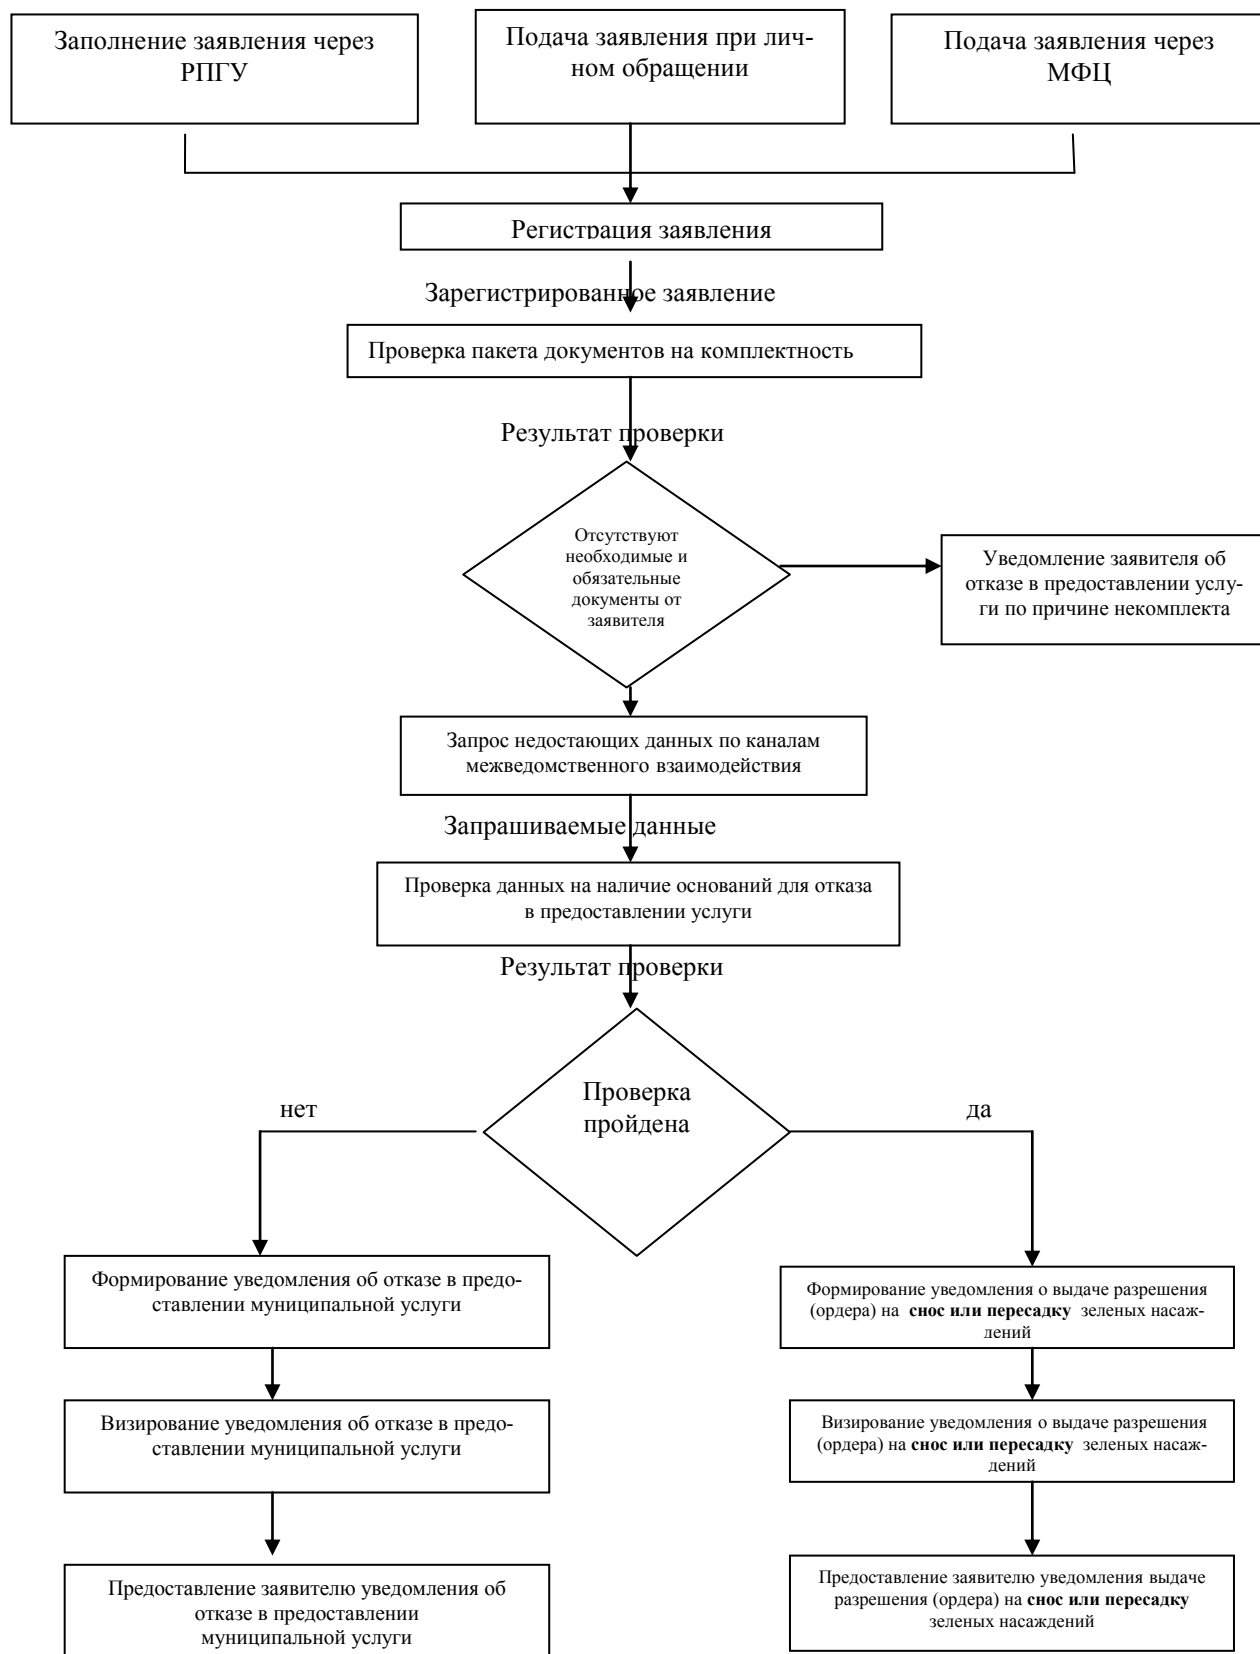 Заполнение заявления через
РПГУ
Подача заявления при лич-
ном обращении
Подача заявления через
МФЦ
Регистрация заявления
Зарегистрированное заявление
Проверка пакета документов на комплектность
Результат проверки
Отсутствуют
необходимые и
обязательные
документы от
заявителя
Уведомление заявителя об
отказе в предоставлении услу-
ги по причине некомплекта
Запрос недостающих данных по каналам
межведомственного взаимодействия
Запрашиваемые данные
Проверка данных на наличие оснований для отказа
в предоставлении услуги
Результат проверки
Проверка
пройдена
нет
да
Формирование уведомления об отказе в предо-
ставлении муниципальной услуги
Формирование уведомления о выдаче разрешения
(ордера) на снос или пересадку зеленых насаж-
дений
Визирование уведомления об отказе в предо-
ставлении муниципальной услуги
Визирование уведомления о выдаче разрешения
(ордера) на снос или пересадку зеленых насаж-
дений
Предоставление заявителю уведомления об
отказе в предоставлении
муниципальной услуги
Предоставление заявителю уведомления выдаче
разрешения (ордера) на снос или пересадку
зеленых насаждений